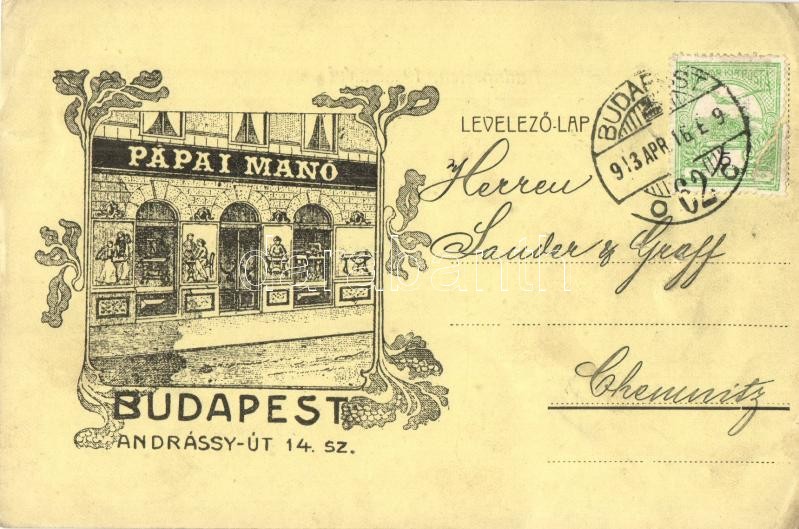 PÁPAI MANÓ
BUDAPEST
ANDRÁSSY-ÚT 14. SZ.
LEVELEZŐ-LAP
BUDAPEST
913 APR 16 E 9
62
Herren
Sander & Graff
Chemnitz
darabanth